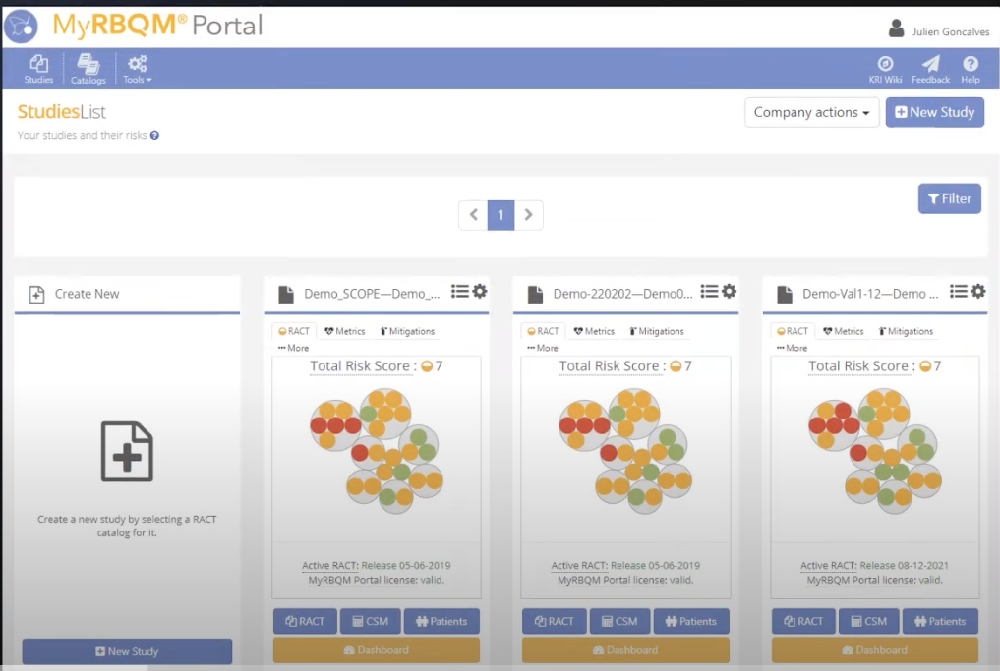 MyRBQM® Portal
Julien Goncalves
Studies
Catalogs
Tools
KRI Wiki
Feedback
Help
StudiesList
Your studies and their risks
Company actions
New Study
Filter
1
Create New
Create a new study by selecting a RACT
catalog for it.
New Study
Demo_SCOPE—Demo_...
RACT Metrics Mitigations
More
Total Risk Score : 7
Active RACT: Release 05-06-2019
MyRBQM Portal license: valid.
RACT CSM Patients
Dashboard
Demo-220202—Demo0...
RACT Metrics Mitigations
More
Total Risk Score : 7
Active RACT: Release 05-06-2019
MyRBQM Portal license: valid.
RACT CSM Patients
Dashboard
Demo-Val1-12—Demo ...
RACT Metrics Mitigations
More
Total Risk Score : 7
Active RACT: Release 08-12-2021
MyRBQM Portal license: valid.
RACT CSM Patients
Dashboard